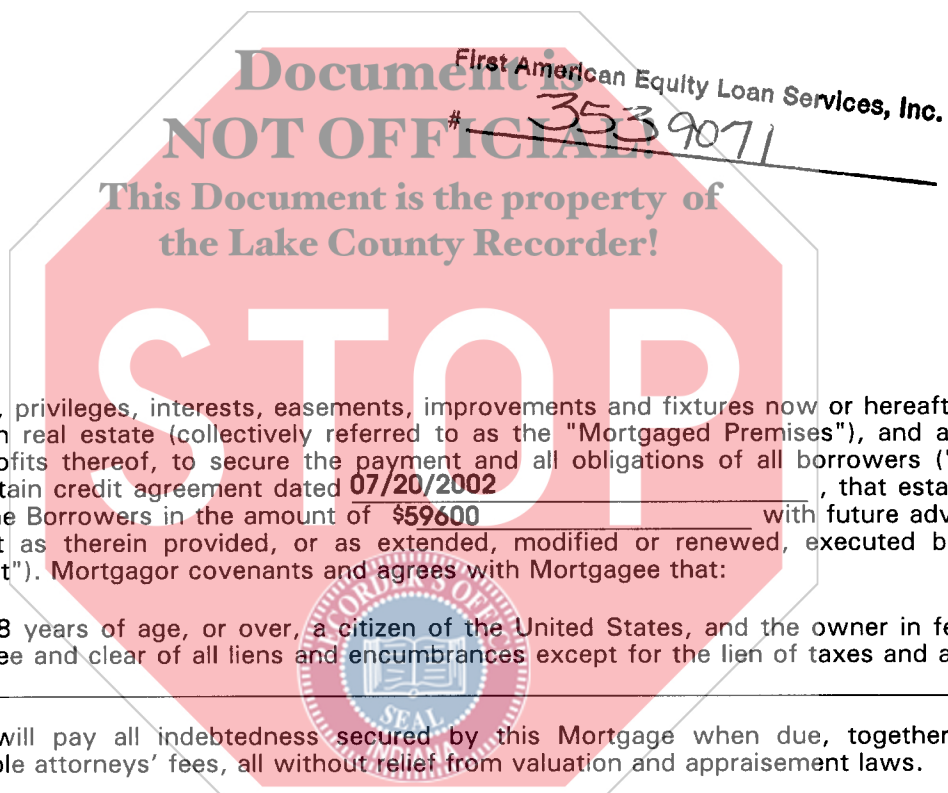 Document is
NOT OFFICIAL!
This Document is the property of
the Lake County Recorder!
First American Equity Loan Services, Inc.
# 3539071
STOP
, privileges, interests, easements, improvements and fixtures now or hereaft
n real estate (collectively referred to as the "Mortgaged Premises"), and a
ofits thereof, to secure the payment and all obligations of all borrowers ("
tain credit agreement dated 07/20/2002 , that esta
e Borrowers in the amount of $59600 with future adv
t as therein provided, or as extended, modified or renewed, executed b
t"). Mortgagor covenants and agrees with Mortgagee that:
8 years of age, or over, a citizen of the United States, and the owner in fe
ee and clear of all liens and encumbrances except for the lien of taxes and a
will pay all indebtedness secured by this Mortgage when due, together
ble attorneys' fees, all without relief from valuation and appraisement laws.
RECORDER'S OFFICE
SEAL
INDIANA